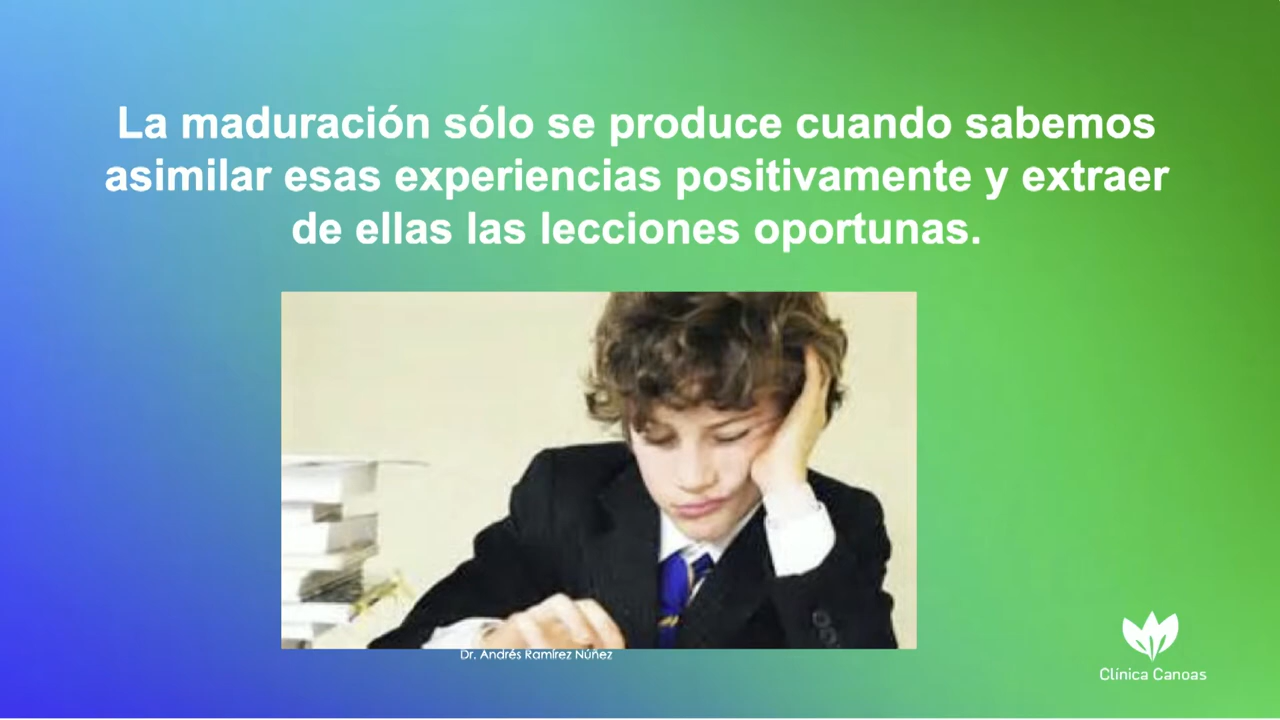 La maduración sólo se produce cuando sabemos
asimilar esas experiencias positivamente y extraer
de ellas las lecciones oportunas.
Dr. Andrés Ramírez Núñez
Clínica Canoas